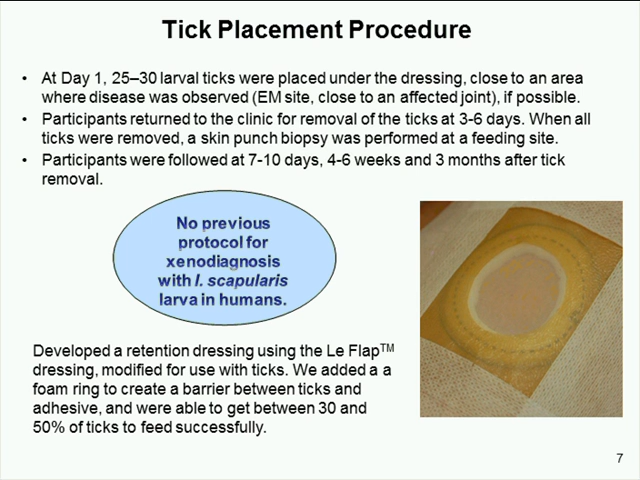 Tick Placement Procedure
• At Day 1, 25–30 larval ticks were placed under the dressing, close to an area
where disease was observed (EM site, close to an affected joint), if possible.
• Participants returned to the clinic for removal of the ticks at 3-6 days. When all
ticks were removed, a skin punch biopsy was performed at a feeding site.
• Participants were followed at 7-10 days, 4-6 weeks and 3 months after tick
removal.
No previous
protocol for
xenodiagnosis
with I. scapularis
larva in humans.
Developed a retention dressing using the Le Flap™
dressing, modified for use with ticks. We added a a
foam ring to create a barrier between ticks and
adhesive, and were able to get between 30 and
50% of ticks to feed successfully.
7